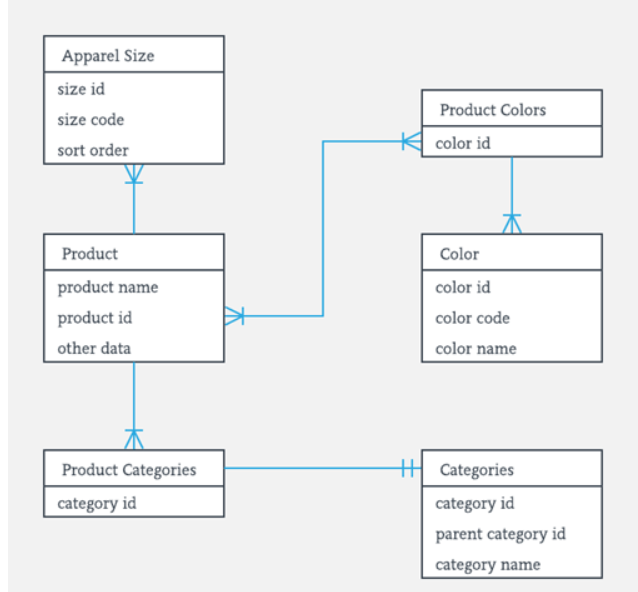 Apparel Size
size id
size code
sort order
Product Colors
color id
Product
product name
product id
other data
Color
color id
color code
color name
Product Categories
category id
Categories
category id
parent category id
category name